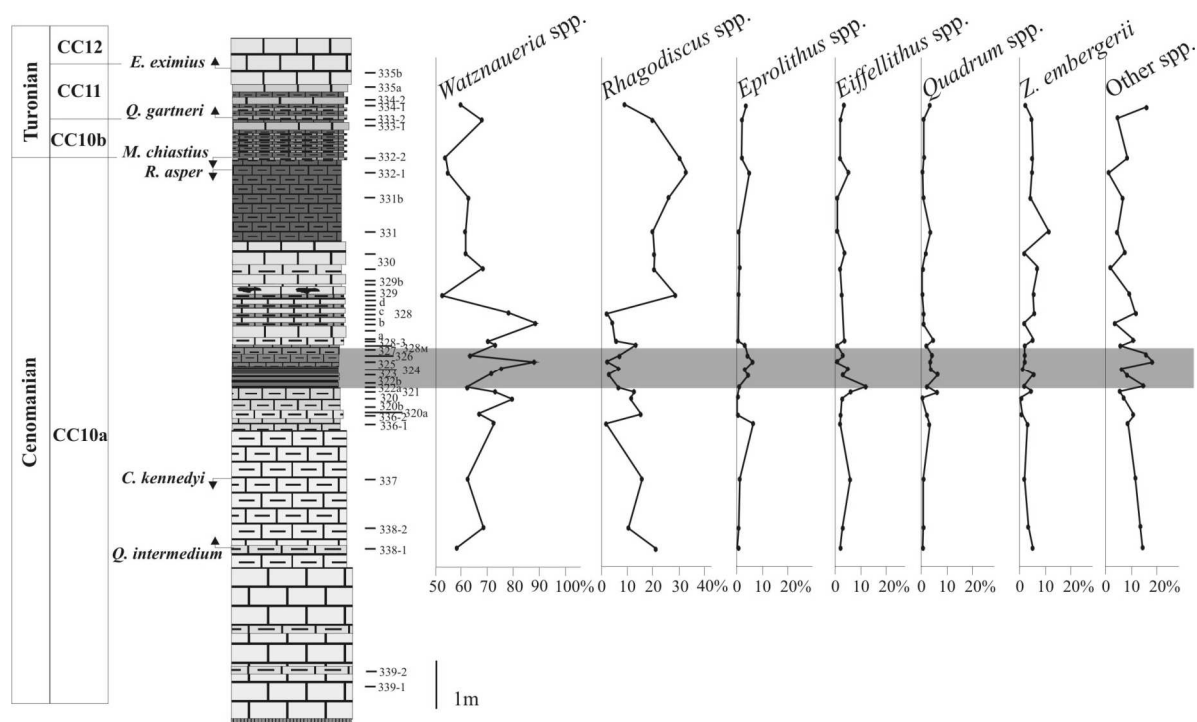 Turonian
Cenomanian
CC12
CC11
CC10b
CC10a
E. eximius
Q. gartneri
M. chiastius
R. asper
C. kennedyi
Q. intermedium
335b
335a
334-2
334-1
333-2
333-1
332-2
332-1
331b
331
330
329b
329
d
c 328
b
a
328-3
328м
326
325
324
323
322b
322a
321
320
320b
320a
336-2
336-1
337
338-2
338-1
339-2
339-1
Watznaueria spp.
Rhagodiscus spp.
Eprolithus spp.
Eiffellithus spp.
Quadrum spp.
Z. embergerii
Other spp.
50 60 70 80 90 100%
0 10 20 30 40%
0 10 20%
0 10 20%
0 10 20%
0 10 20%
0 10 20%
1m